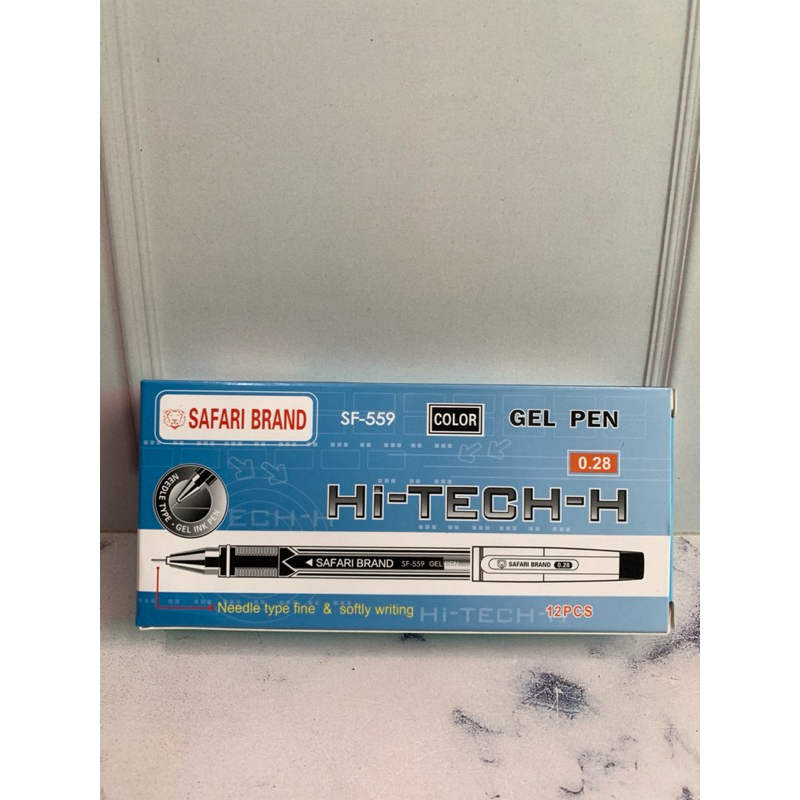 SAFARI BRAND
SF-559
COLOR
GEL PEN
0.28
NEEDLE TYPE - GEL INK PEN
Hi-TECH-H
ECH-H
SAFARI BRAND SF-559 GEL PEN
SAFARI BRAND 0.28
Needle type fine & softly writing
Hi-TECH-H
12PCS